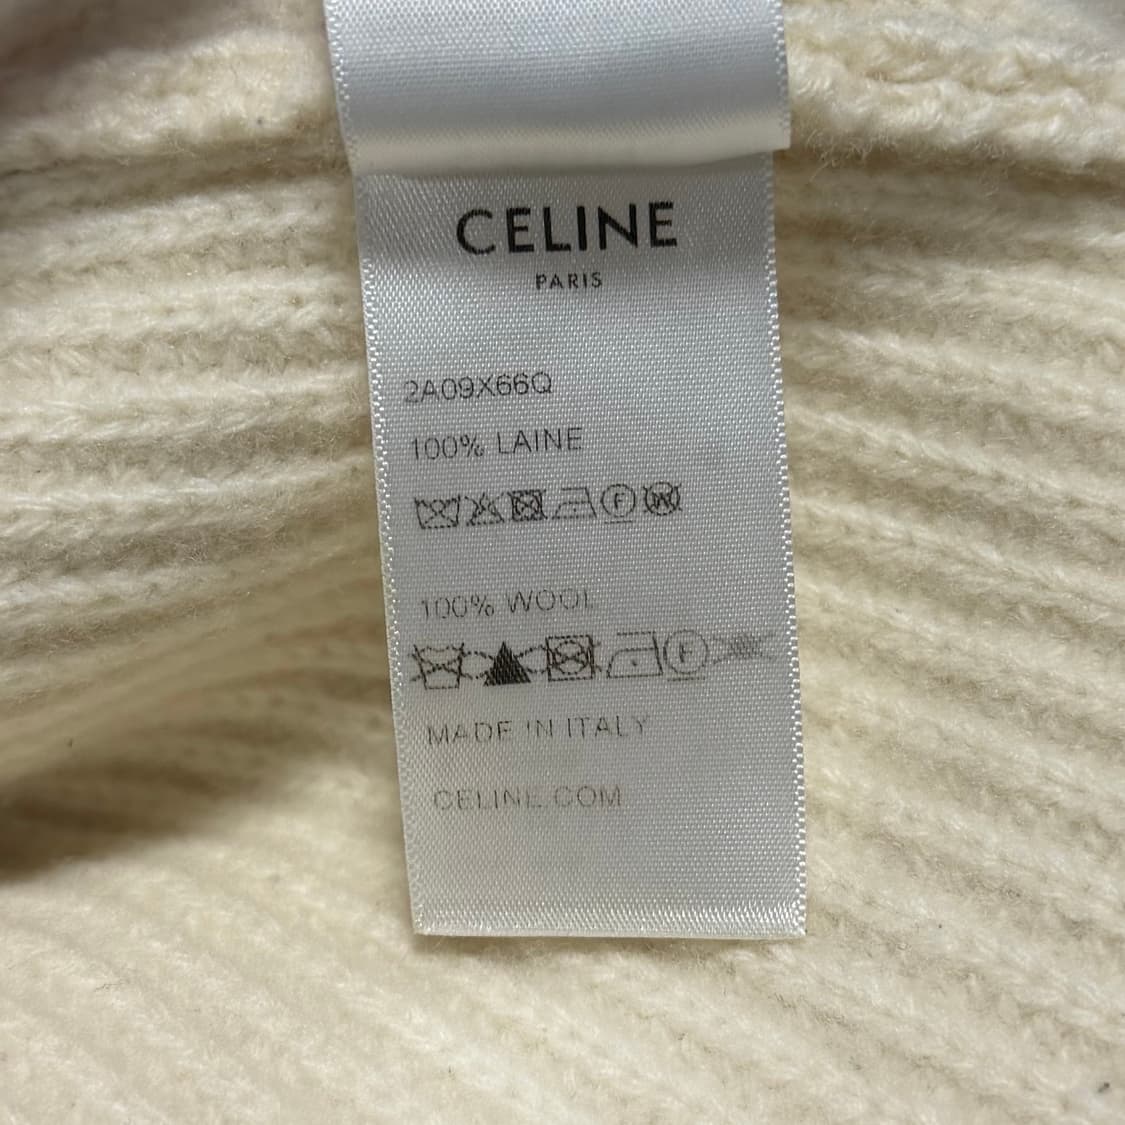 CELINE
PARIS
2A09X66Q
100% LAINE
F W
100% WOOL
F
MADE IN ITALY
CELINE.COM